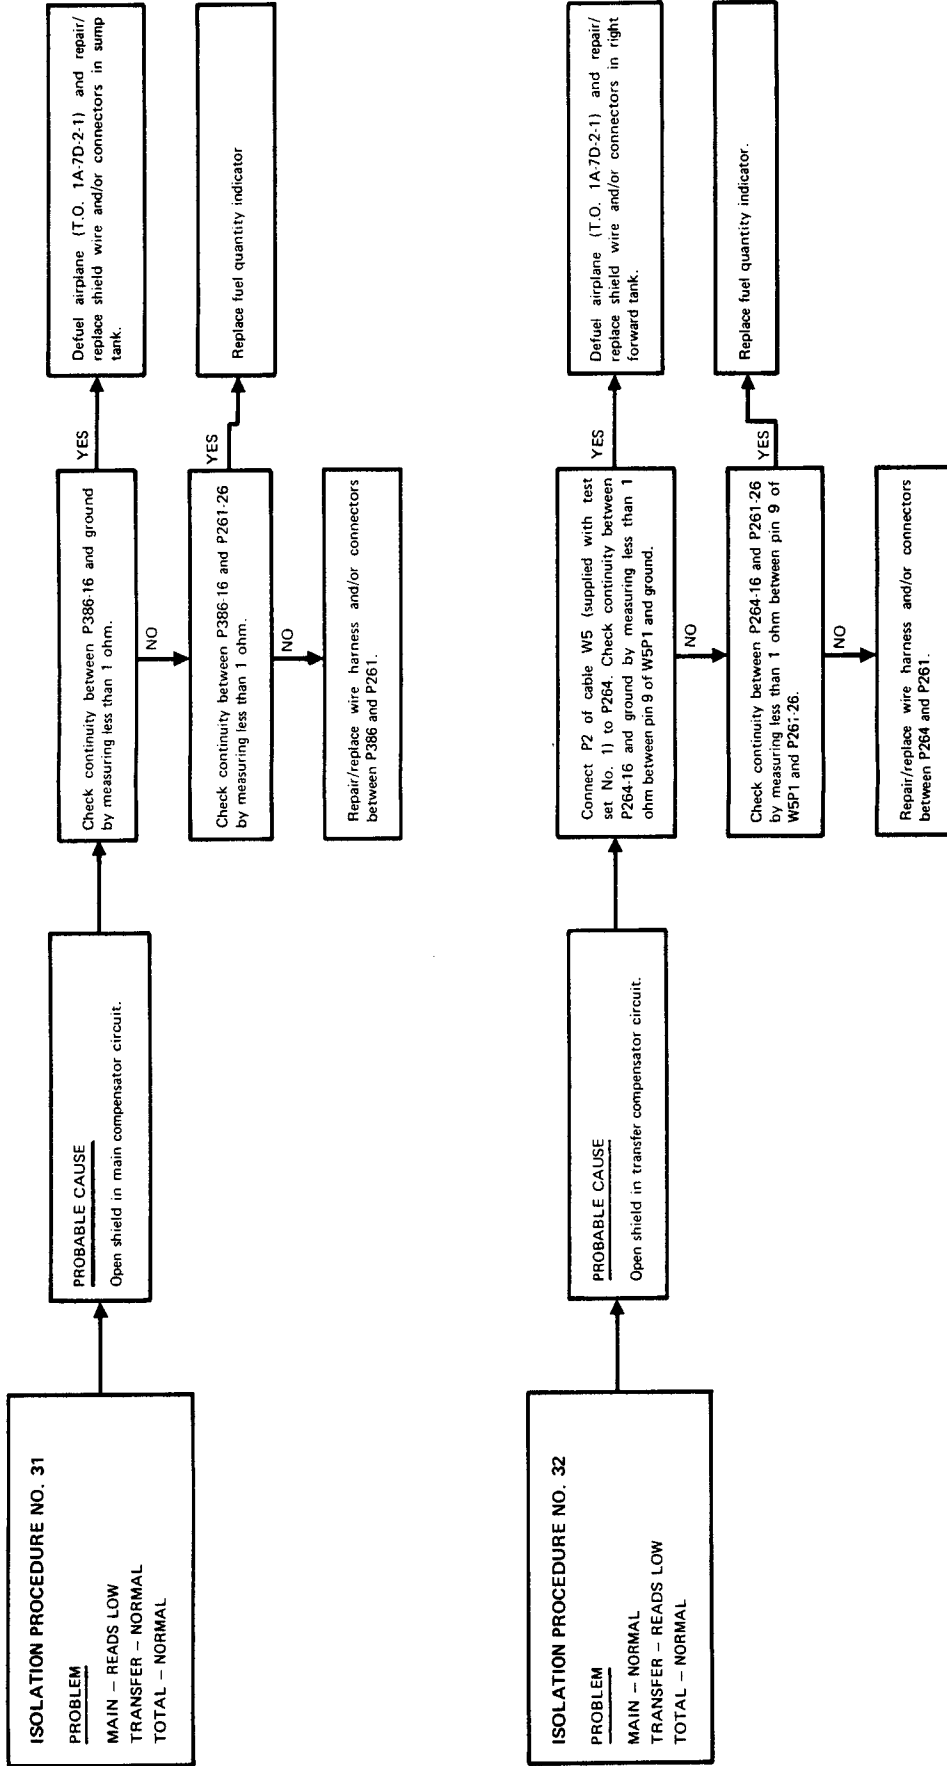 ISOLATION PROCEDURE NO. 31
PROBLEM
MAIN – READS LOW
TRANSFER – NORMAL
TOTAL – NORMAL
PROBABLE CAUSE
Open shield in main compensator circuit.
Check continuity between P386-16 and ground
by measuring less than 1 ohm.
YES
Defuel airplane (T.O. 1A-7D-2-1) and repair/
replace shield wire and/or connectors in sump
tank.
NO
Check continuity between P386-16 and P261-26
by measuring less than 1 ohm.
YES
Replace fuel quantity indicator
NO
Repair/replace wire harness and/or connectors
between P386 and P261.
ISOLATION PROCEDURE NO. 32
PROBLEM
MAIN – NORMAL
TRANSFER – READS LOW
TOTAL – NORMAL
PROBABLE CAUSE
Open shield in transfer compensator circuit.
Connect P2 of cable W5 (supplied with test
set No. 1) to P264. Check continuity between
P264-16 and ground by measuring less than 1
ohm between pin 9 of W5P1 and ground.
YES
Defuel airplane (T.O. 1A-7D-2-1) and repair/
replace shield wire and/or connectors in right
forward tank.
NO
Check continuity between P264-16 and P261-26
by measuring less than 1 ohm between pin 9 of
W5P1 and P261-26.
YES
Replace fuel quantity indicator.
NO
Repair/replace wire harness and/or connectors
between P264 and P261.